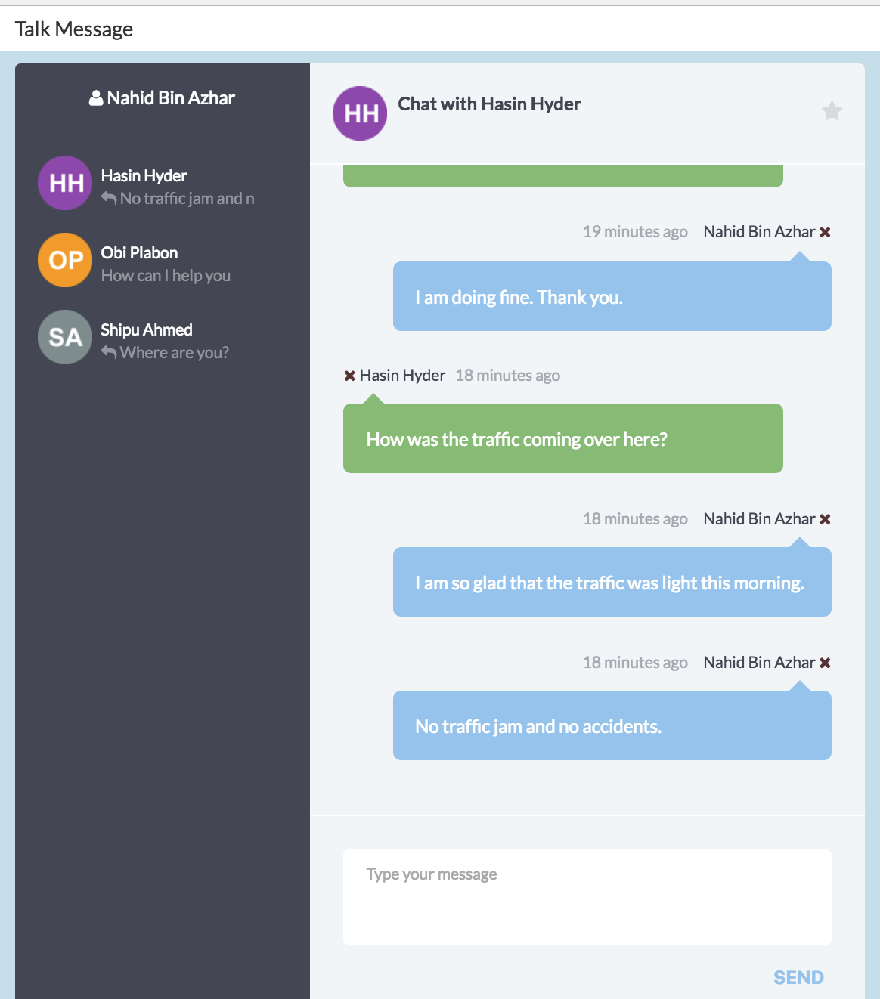 Talk Message
Nahid Bin Azhar
HH
Hasin Hyder
No traffic jam and n
OP
Obi Plabon
How can I help you
SA
Shipu Ahmed
Where are you?
HH
Chat with Hasin Hyder
19 minutes ago Nahid Bin Azhar
I am doing fine. Thank you.
Hasin Hyder 18 minutes ago
How was the traffic coming over here?
18 minutes ago Nahid Bin Azhar
I am so glad that the traffic was light this morning.
18 minutes ago Nahid Bin Azhar
No traffic jam and no accidents.
Type your message
SEND